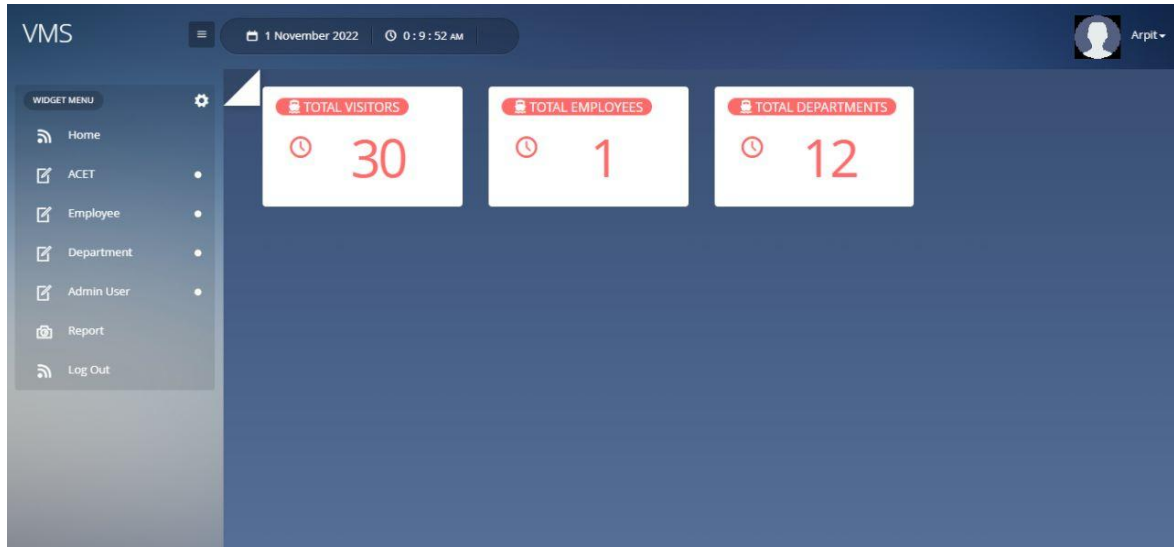 VMS
1 November 2022 0 : 9 : 52 AM
Arpit
WIDGET MENU
Home
ACET
Employee
Department
Admin User
Report
Log Out
TOTAL VISITORS
30
TOTAL EMPLOYEES
1
TOTAL DEPARTMENTS
12